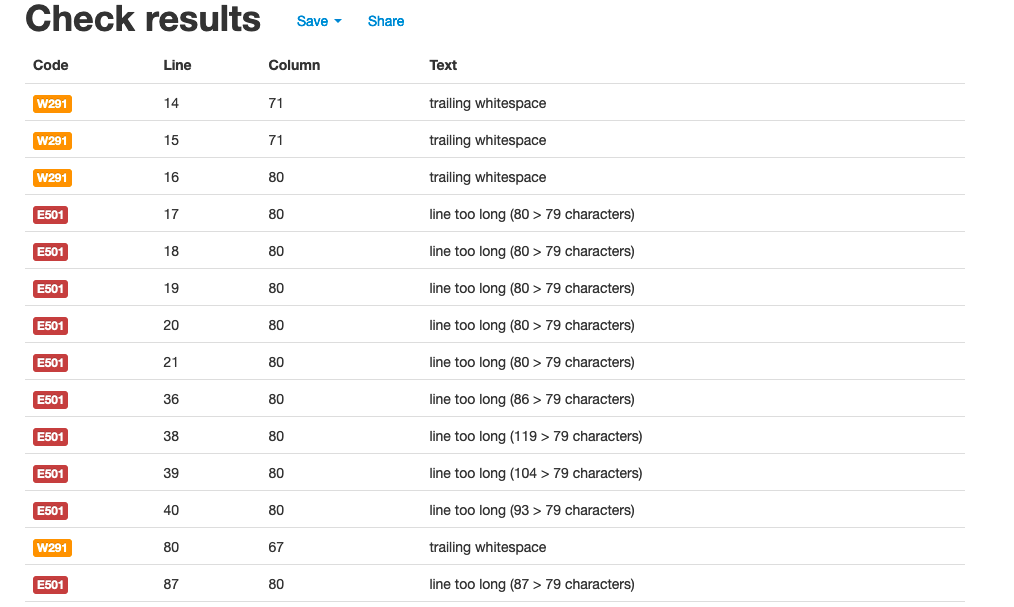 Check results Save Share
Code Line Column Text
W291 14 71 trailing whitespace
W291 15 71 trailing whitespace
W291 16 80 trailing whitespace
E501 17 80 line too long (80 > 79 characters)
E501 18 80 line too long (80 > 79 characters)
E501 19 80 line too long (80 > 79 characters)
E501 20 80 line too long (80 > 79 characters)
E501 21 80 line too long (80 > 79 characters)
E501 36 80 line too long (86 > 79 characters)
E501 38 80 line too long (119 > 79 characters)
E501 39 80 line too long (104 > 79 characters)
E501 40 80 line too long (93 > 79 characters)
W291 80 67 trailing whitespace
E501 87 80 line too long (87 > 79 characters)